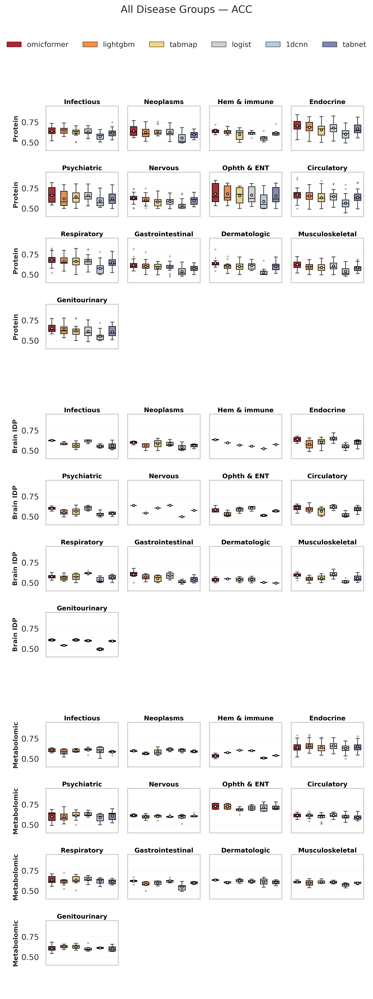 All Disease Groups — ACC
omicformer lightgbm tabmap logist 1dcnn tabnet
Infectious Neoplasms Hem & immune Endocrine
Protein 0.75 0.50
Psychiatric Nervous Ophth & ENT Circulatory
Protein 0.75 0.50
Respiratory Gastrointestinal Dermatologic Musculoskeletal
Protein 0.75 0.50
Genitourinary
Protein 0.75 0.50
Infectious Neoplasms Hem & immune Endocrine
Brain IDP 0.75 0.50
Psychiatric Nervous Ophth & ENT Circulatory
Brain IDP 0.75 0.50
Respiratory Gastrointestinal Dermatologic Musculoskeletal
Brain IDP 0.75 0.50
Genitourinary
Brain IDP 0.75 0.50
Infectious Neoplasms Hem & immune Endocrine
Metabolomic 0.75 0.50
Psychiatric Nervous Ophth & ENT Circulatory
Metabolomic 0.75 0.50
Respiratory Gastrointestinal Dermatologic Musculoskeletal
Metabolomic 0.75 0.50
Genitourinary
Metabolomic 0.75 0.50